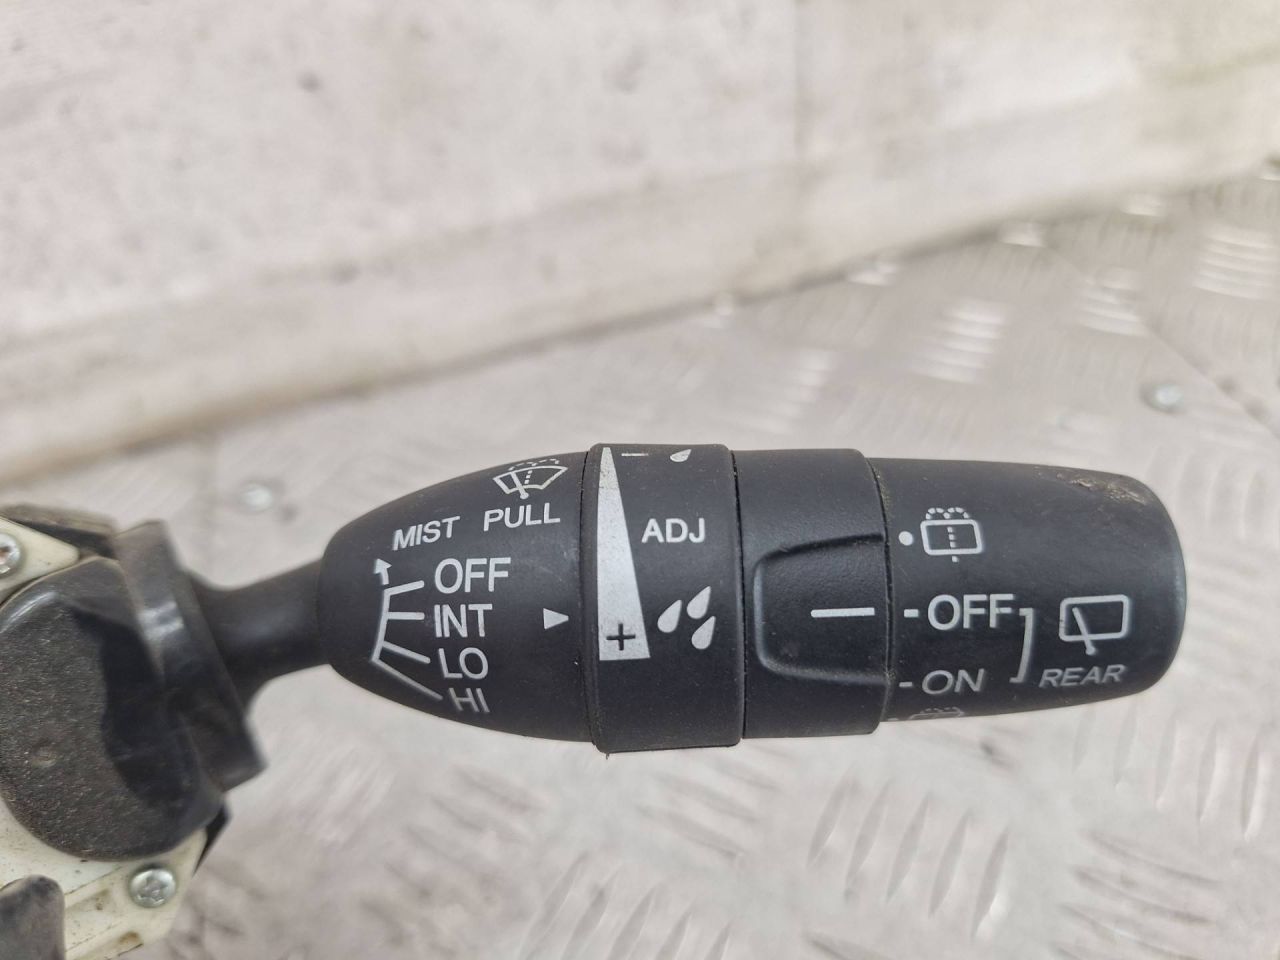 MIST PULL
OFF
INT
LO
HI
−
ADJ
+
OFF
ON
REAR